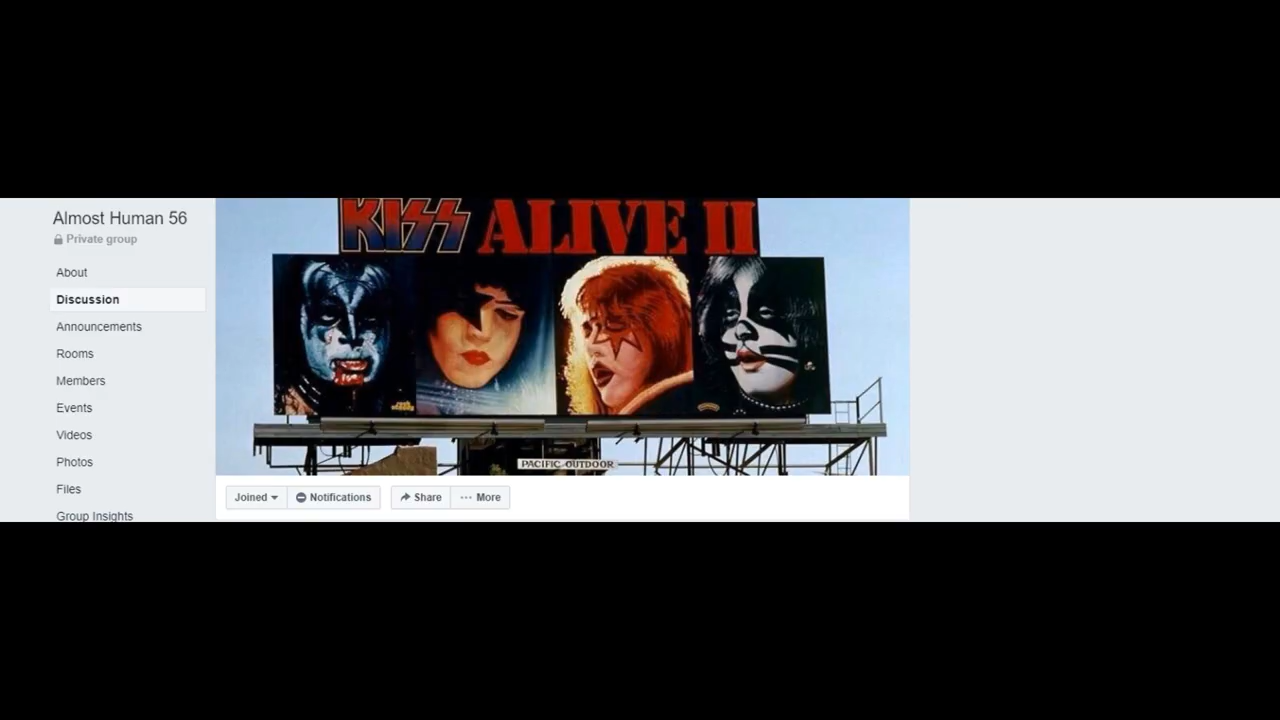 Almost Human 56
Private group
About
Discussion
Announcements
Rooms
Members
Events
Videos
Photos
Files
Group Insights
KISS ALIVE II
PACIFIC OUTDOOR
Joined
Notifications
Share
More